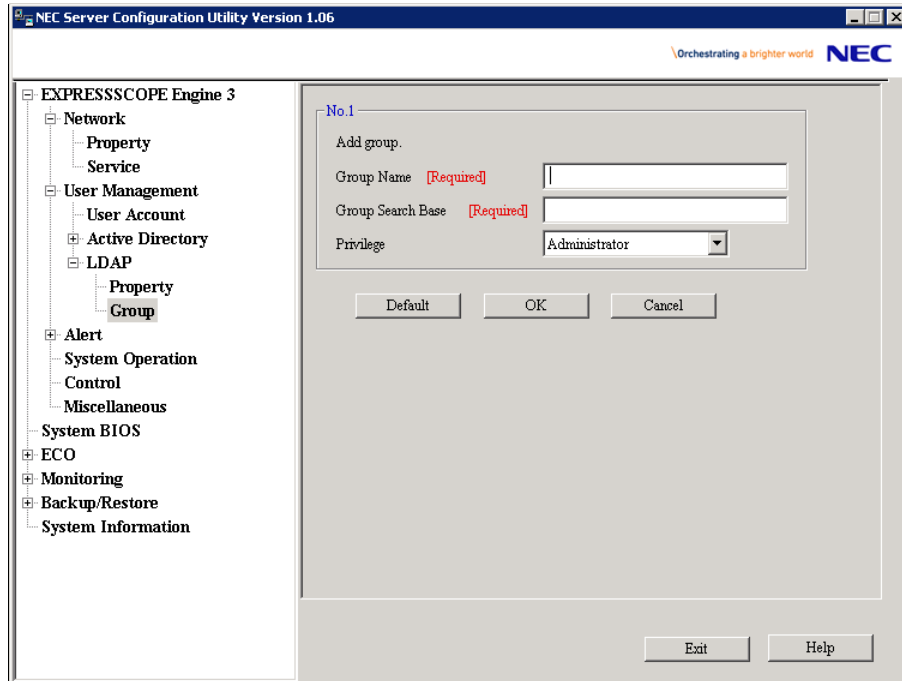 NEC Server Configuration Utility Version 1.06
\Orchestrating a brighter world NEC
EXPRESSSCOPE Engine 3
Network
Property
Service
User Management
User Account
Active Directory
LDAP
Property
Group
Alert
System Operation
Control
Miscellaneous
System BIOS
ECO
Monitoring
Backup/Restore
System Information
No.1
Add group.
Group Name [Required]
Group Search Base [Required]
Privilege Administrator
Default OK Cancel
Exit Help